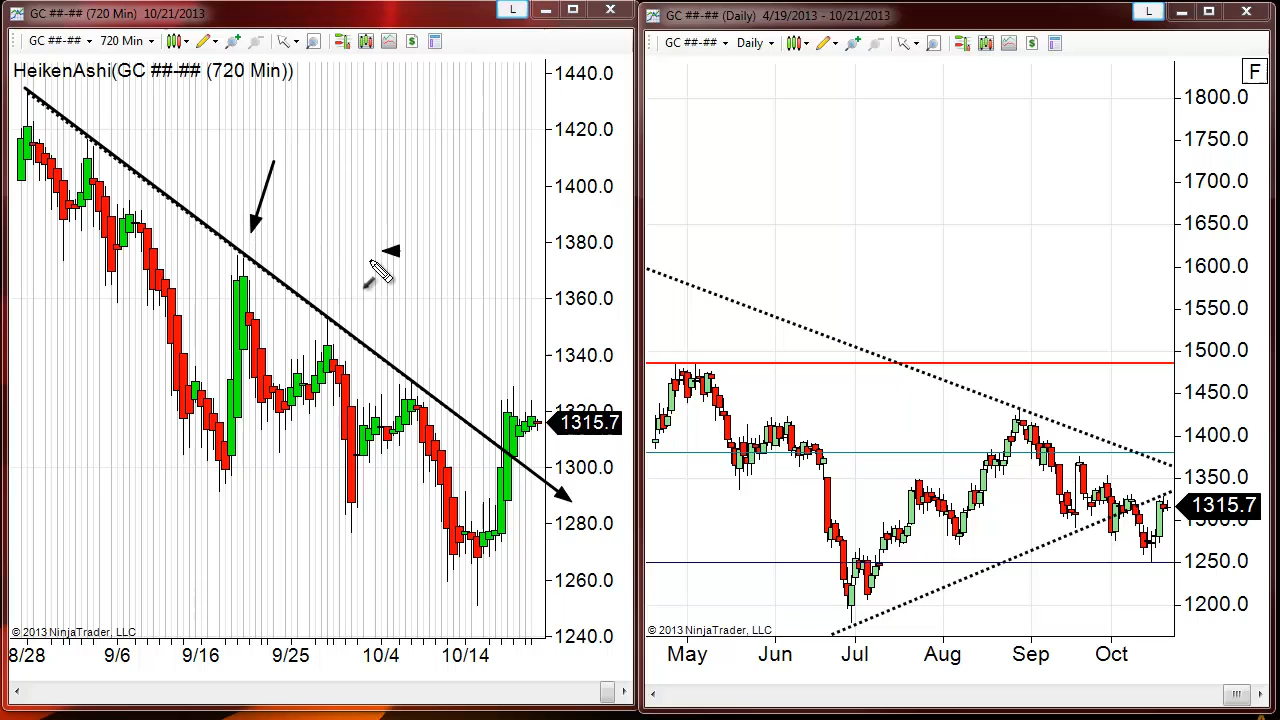 GC ##-## (720 Min) 10/21/2013
L
GC ##-## 720 Min
HeikenAshi(GC ##-## (720 Min))
1440.0
1420.0
1400.0
1380.0
1360.0
1340.0
1315.7
1300.0
1280.0
1260.0
1240.0
© 2013 NinjaTrader, LLC
8/28 9/6 9/16 9/25 10/4 10/14
GC ##-## (Daily) 4/19/2013 - 10/21/2013
L
GC ##-## Daily
F
1800.0
1750.0
1700.0
1650.0
1600.0
1550.0
1500.0
1450.0
1400.0
1350.0
1315.7
1300.0
1250.0
1200.0
© 2013 NinjaTrader, LLC
May Jun Jul Aug Sep Oct